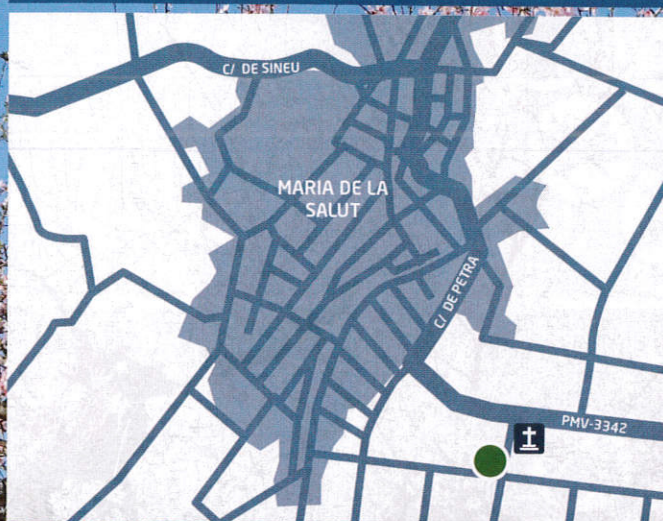 C/ DE SINEU
MARIA DE LA
SALUT
C/ DE PETRA
PMV-3342